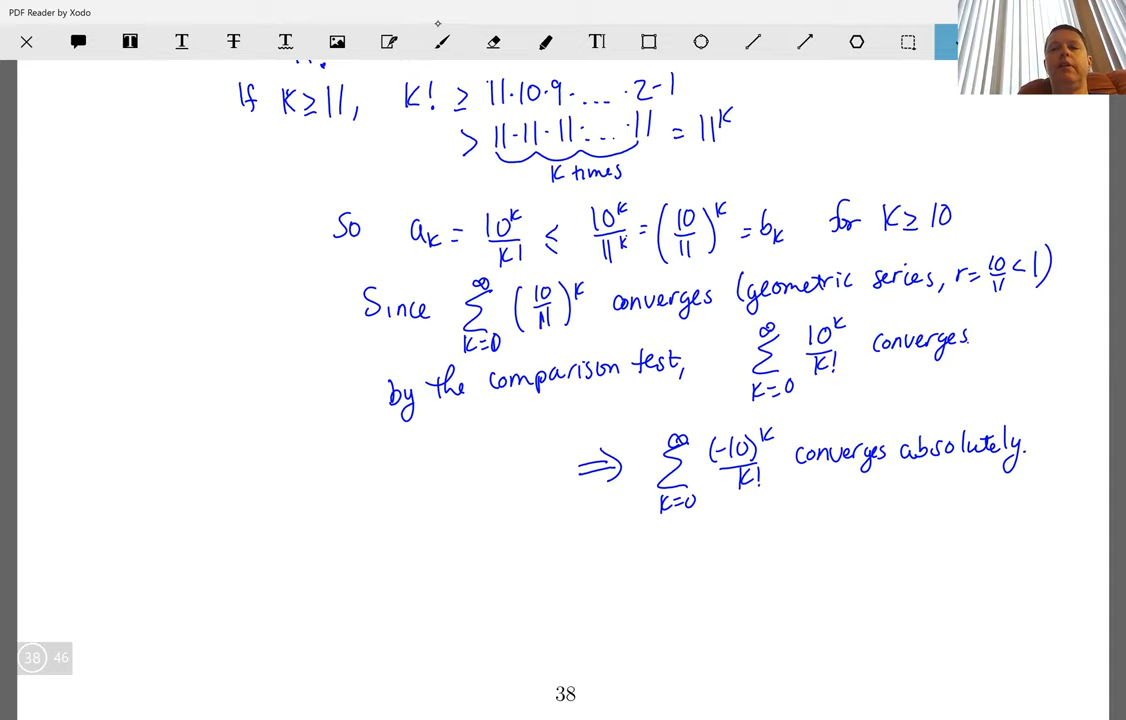 PDF Reader by Xodo
If K ≥ 11, K! ≥ 11·10·9·...·2·1
> 11·11·11·...·11 = 11^K
K times
So a_K = 10^K/K! ≤ 10^K/11^K = (10/11)^K = b_K for K ≥ 10
Since ∑_{K=0}^∞ (10/11)^K converges (geometric series, r = 10/11 < 1)
by the comparison test, ∑_{K=0}^∞ 10^K/K! converges.
⇒ ∑_{K=0}^∞ (-10)^K/K! converges absolutely.
38 46
38